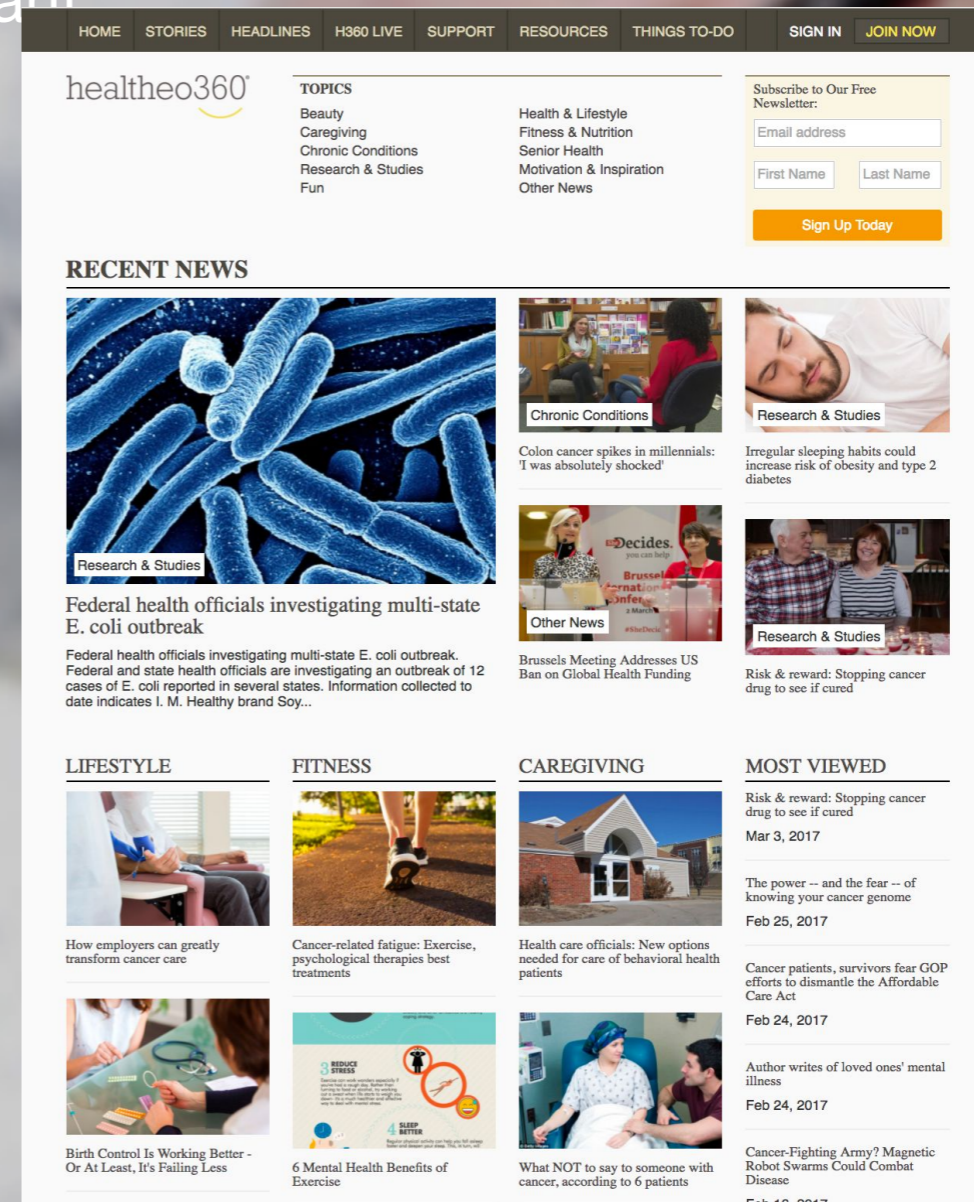 HOME STORIES HEADLINES H360 LIVE SUPPORT RESOURCES THINGS TO-DO SIGN IN JOIN NOW
healtheo360
TOPICS
Beauty
Caregiving
Chronic Conditions
Research & Studies
Fun
Health & Lifestyle
Fitness & Nutrition
Senior Health
Motivation & Inspiration
Other News
Subscribe to Our Free
Newsletter:
Email address
First Name Last Name
Sign Up Today
RECENT NEWS
Research & Studies
Federal health officials investigating multi-state
E. coli outbreak
Federal health officials investigating multi-state E. coli outbreak.
Federal and state health officials are investigating an outbreak of 12
cases of E. coli reported in several states. Information collected to
date indicates I. M. Healthy brand Soy...
Chronic Conditions
Colon cancer spikes in millennials:
'I was absolutely shocked'
Decides.
you can help
Brussel
2 March
Other News
Brussels Meeting Addresses US
Ban on Global Health Funding
Research & Studies
Irregular sleeping habits could
increase risk of obesity and type 2
diabetes
Research & Studies
Risk & reward: Stopping cancer
drug to see if cured
LIFESTYLE
How employers can greatly
transform cancer care
Birth Control Is Working Better -
Or At Least, It's Failing Less
FITNESS
Cancer-related fatigue: Exercise,
psychological therapies best
treatments
3 REDUCE
STRESS
4 SLEEP
BETTER
6 Mental Health Benefits of
Exercise
CAREGIVING
Health care officials: New options
needed for care of behavioral health
patients
What NOT to say to someone with
cancer, according to 6 patients
MOST VIEWED
Risk & reward: Stopping cancer
drug to see if cured
Mar 3, 2017
The power -- and the fear -- of
knowing your cancer genome
Feb 25, 2017
Cancer patients, survivors fear GOP
efforts to dismantle the Affordable
Care Act
Feb 24, 2017
Author writes of loved ones' mental
illness
Feb 24, 2017
Cancer-Fighting Army? Magnetic
Robot Swarms Could Combat
Disease